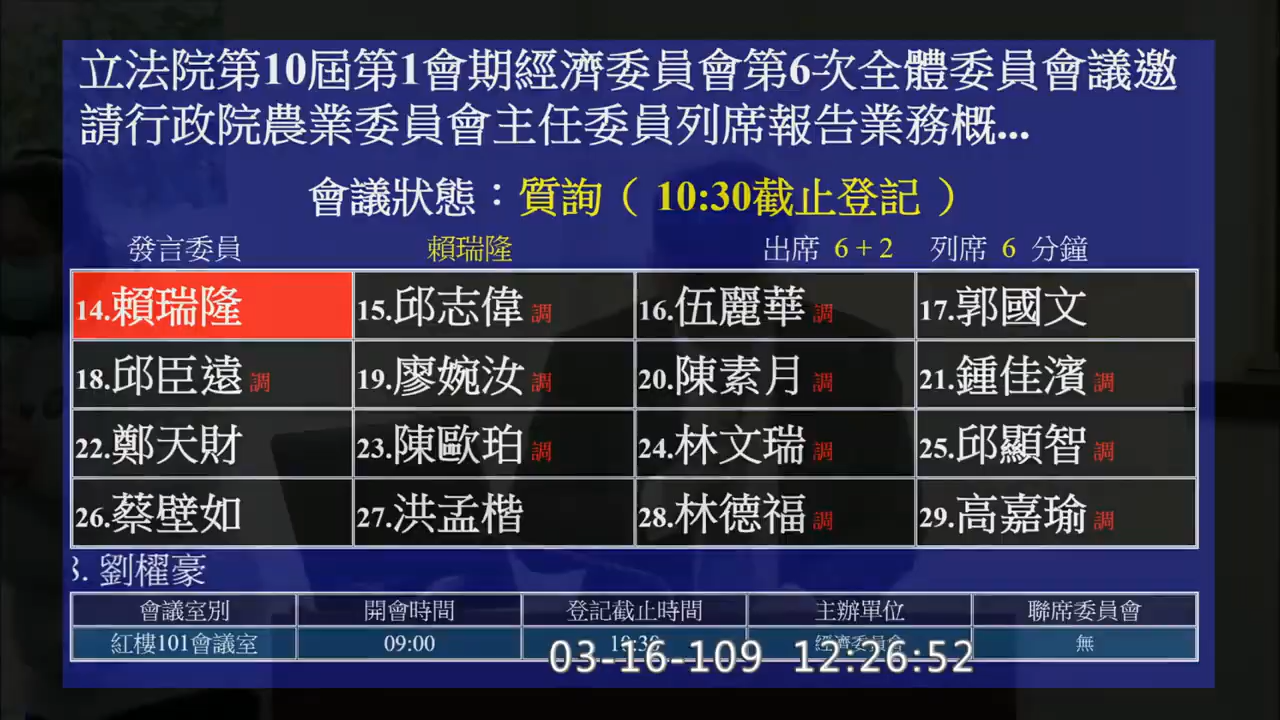 立法院第10屆第1會期經濟委員會第6次全體委員會議邀
請行政院農業委員會主任委員列席報告業務概...
會議狀態：質詢（ 10:30截止登記 ）
發言委員 賴瑞隆 出席 6 + 2 列席 6 分鐘
14.賴瑞隆 15.邱志偉調 16.伍麗華調 17.郭國文
18.邱臣遠調 19.廖婉汝調 20.陳素月調 21.鍾佳濱調
22.鄭天財 23.陳歐珀調 24.林文瑞調 25.邱顯智調
26.蔡壁如 27.洪孟楷 28.林德福調 29.高嘉瑜調
3. 劉櫂豪
會議室別 開會時間 登記截止時間 主辦單位 聯席委員會
紅樓101會議室 09:00 10:30 經濟委員會 無
03-16-109 12:26:52